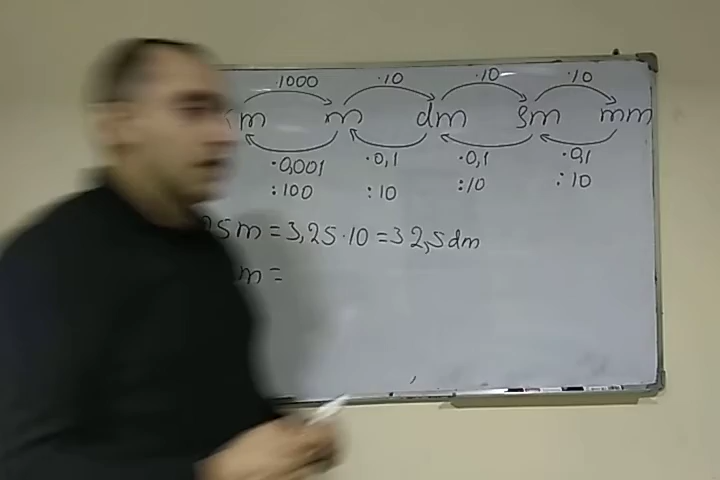 ·1000 ·10 ·10 ·10
m m dm sm mm
·0,001 ·0,1 ·0,1 ·0,1
:100 :10 :10 :10
25 m = 3,25·10 = 32,5 dm
m =